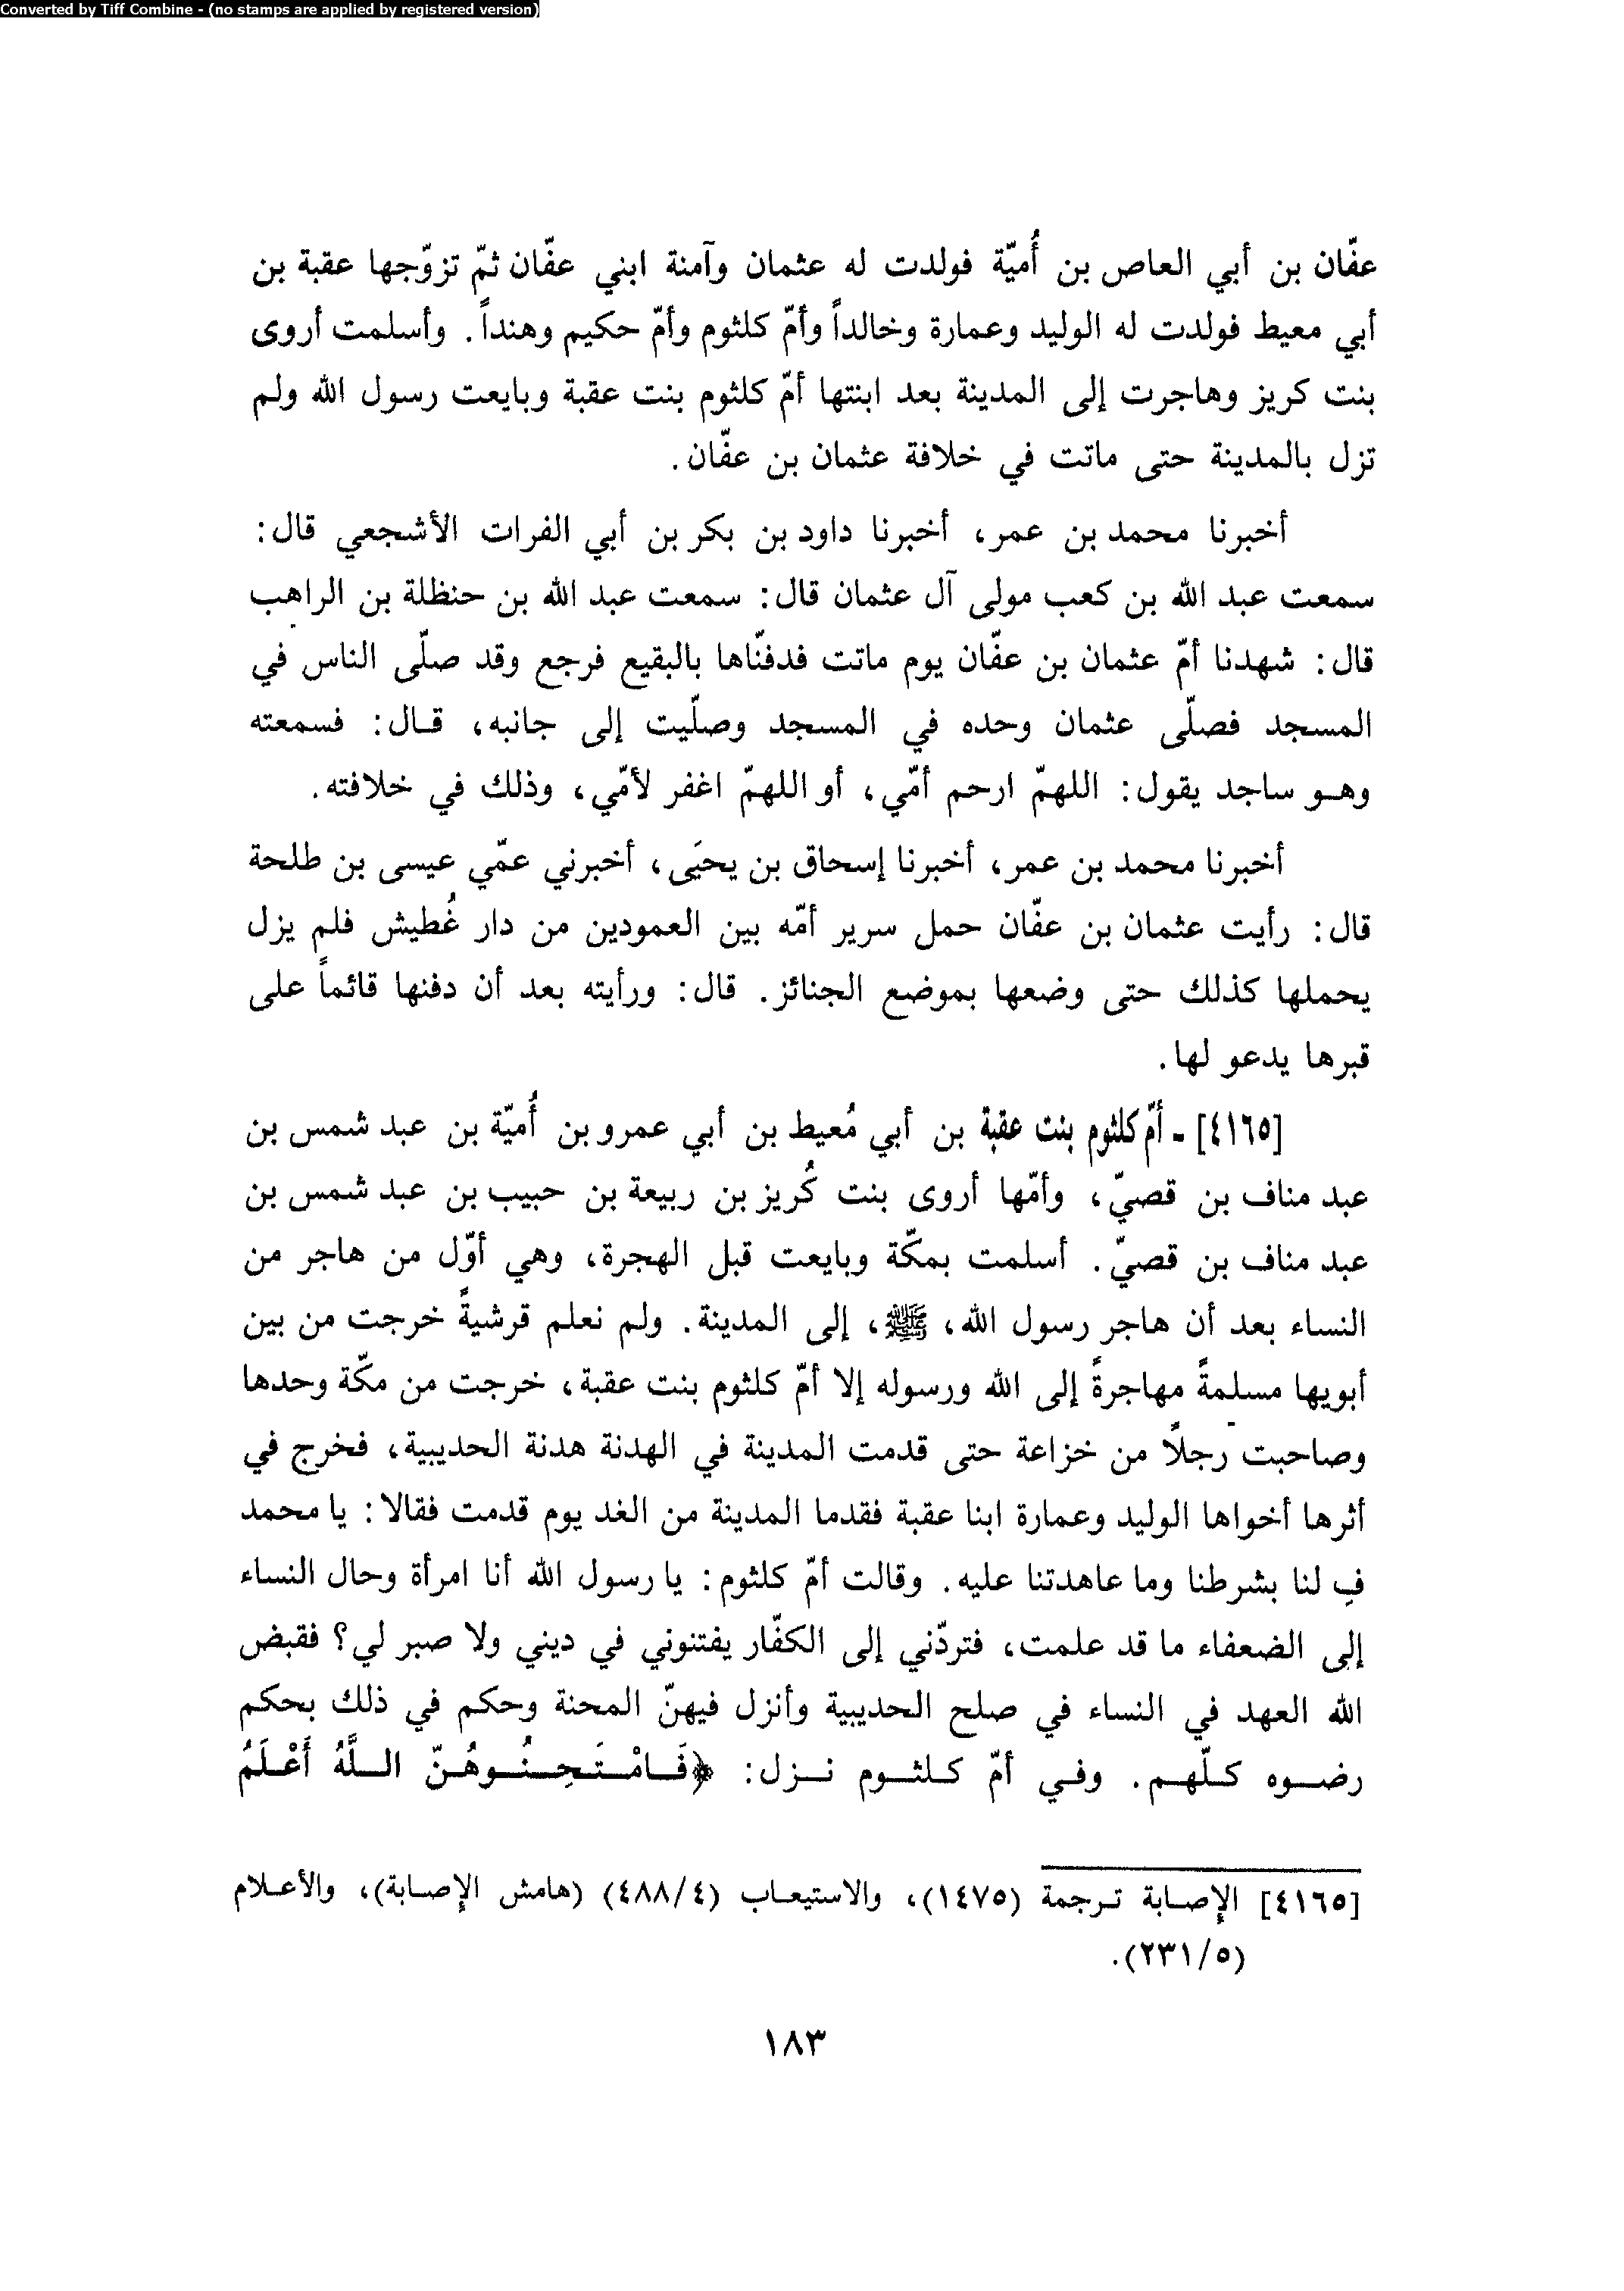 Converted by Tiff Combine - (no stamps are applied by registered version)
عفّان بن أبي العاص بن أُميّة فولدت له عثمان وآمنة ابني عفّان ثمّ تزوّجها عقبة بن
أبي معيط فولدت له الوليد وعمارة وخالداً وأمّ كلثوم وأمّ حكيم وهنداً. وأسلمت أروى
بنت كريز وهاجرت إلى المدينة بعد ابنتها أمّ كلثوم بنت عقبة وبايعت رسول الله ولم
تزل بالمدينة حتى ماتت في خلافة عثمان بن عفّان.
أخبرنا محمد بن عمر، أخبرنا داود بن بكر بن أبي الفرات الأشجعي قال:
سمعت عبد الله بن كعب مولى آل عثمان قال: سمعت عبد الله بن حنظلة بن الراهب
قال: شهدنا أمّ عثمان بن عفّان يوم ماتت فدفنّاها بالبقيع فرجع وقد صلّى الناس في
المسجد فصلّى عثمان وحده في المسجد وصلّيت إلى جانبه، قال: فسمعته
وهو ساجد يقول: اللهمّ ارحم أمّي، أو اللهمّ اغفر لأمّي، وذلك في خلافته.
أخبرنا محمد بن عمر، أخبرنا إسحاق بن يحيَى، أخبرني عمّي عيسى بن طلحة
قال: رأيت عثمان بن عفّان حمل سرير أمّه بين العمودين من دار غُطيش فلم يزل
يحملها كذلك حتى وضعها بموضع الجنائز. قال: ورأيته بعد أن دفنها قائماً على
قبرها يدعو لها.
[٤١٦٥] ـ أمّ كلثوم بنت عقبة بن أبي مُعيط بن أبي عمرو بن أُميّة بن عبد شمس بن
عبد مناف بن قصيّ، وأمّها أروى بنت كُريز بن ربيعة بن حبيب بن عبد شمس بن
عبد مناف بن قصيّ. أسلمت بمكّة وبايعت قبل الهجرة، وهي أوّل من هاجر من
النساء بعد أن هاجر رسول الله، ﷺ، إلى المدينة. ولم نعلم قرشيةً خرجت من بين
أبويها مسلمةً مهاجرةً إلى الله ورسوله إلا أمّ كلثوم بنت عقبة، خرجت من مكّة وحدها
وصاحبت رجلًا من خزاعة حتى قدمت المدينة في الهدنة هدنة الحديبية، فخرج في
أثرها أخواها الوليد وعمارة ابنا عقبة فقدما المدينة من الغد يوم قدمت فقالا: يا محمد
فِ لنا بشرطنا وما عاهدتنا عليه. وقالت أمّ كلثوم: يا رسول الله أنا امرأة وحال النساء
إلى الضعفاء ما قد علمت، فتردّني إلى الكفّار يفتنوني في ديني ولا صبر لي؟ فقبض
الله العهد في النساء في صلح الحديبية وأنزل فيهنّ المحنة وحكم في ذلك بحكم
رضوه كلّهم. وفي أمّ كلثوم نزل: ﴿فَامْتَحِنُوهُنّ اللَّهُ أَعْلَمُ
[٤١٦٥] الإصابة ترجمة (١٤٧٥)، والاستيعاب (٤٨٨/٤) (هامش الإصابة)، والأعلام
(٢٣١/٥).
١٨٣